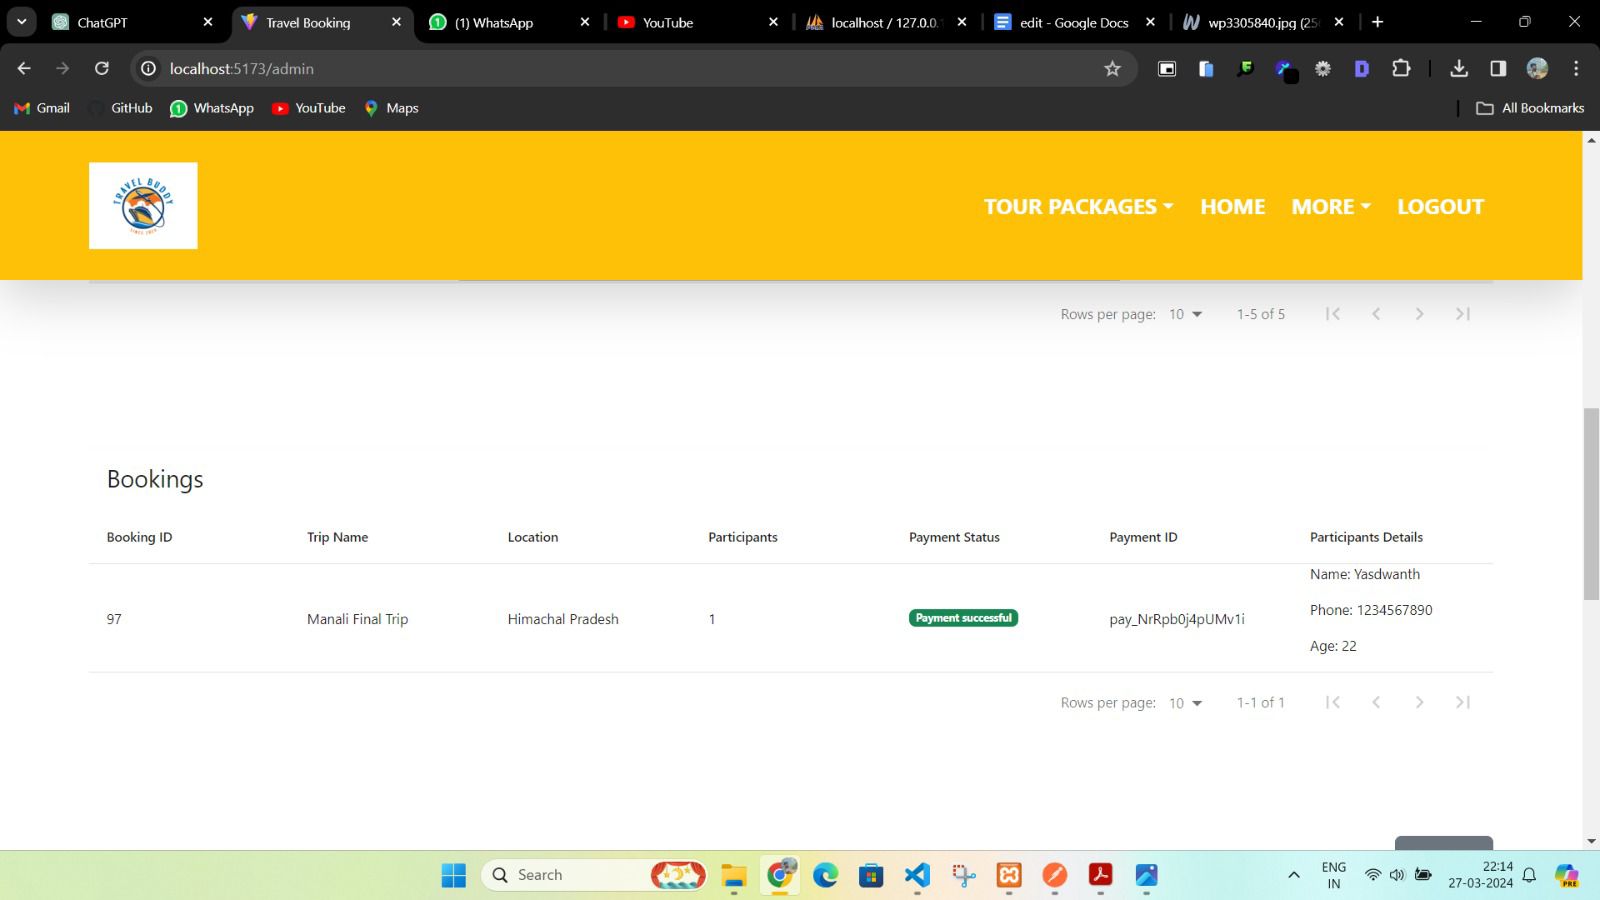 ChatGPT
Travel Booking
(1) WhatsApp
YouTube
localhost / 127.0.0.1
edit - Google Docs
wp3305840.jpg (256
localhost:5173/admin
Gmail
GitHub
WhatsApp
YouTube
Maps
All Bookmarks
TRAVEL BUDDY
TOUR PACKAGES
HOME
MORE
LOGOUT
Rows per page: 10
1-5 of 5
Bookings
Booking ID
Trip Name
Location
Participants
Payment Status
Payment ID
Participants Details
97
Manali Final Trip
Himachal Pradesh
1
Payment successful
pay_NrRpb0j4pUMv1i
Name: Yasdwanth
Phone: 1234567890
Age: 22
Rows per page: 10
1-1 of 1
Search
ENG
IN
22:14
27-03-2024
PRE